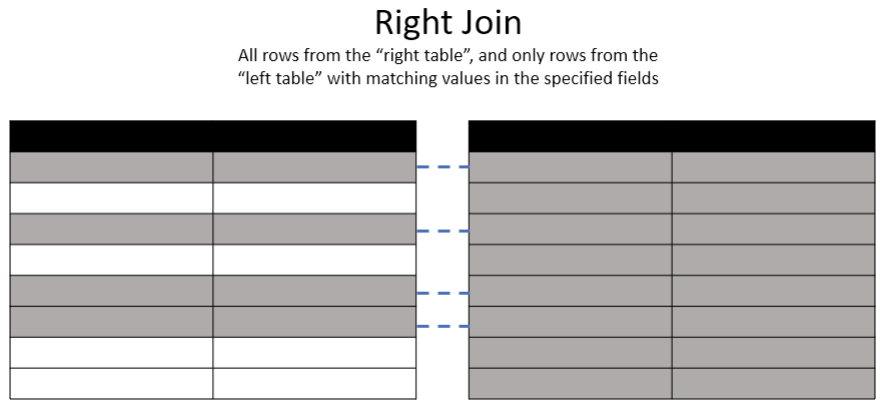 Right Join
All rows from the “right table”, and only rows from the
“left table” with matching values in the specified fields